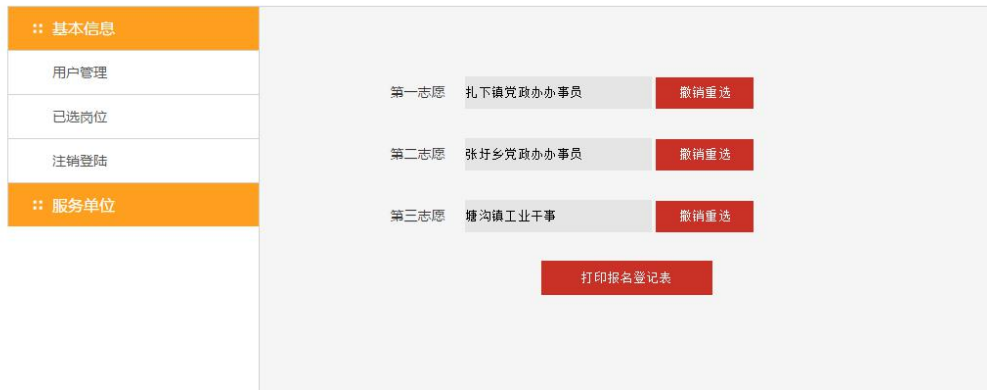 基本信息
用户管理
已选岗位
注销登陆
服务单位
第一志愿 扎下镇党政办办事员 撤销重选
第二志愿 张圩乡党政办办事员 撤销重选
第三志愿 塘沟镇工业干事 撤销重选
打印报名登记表